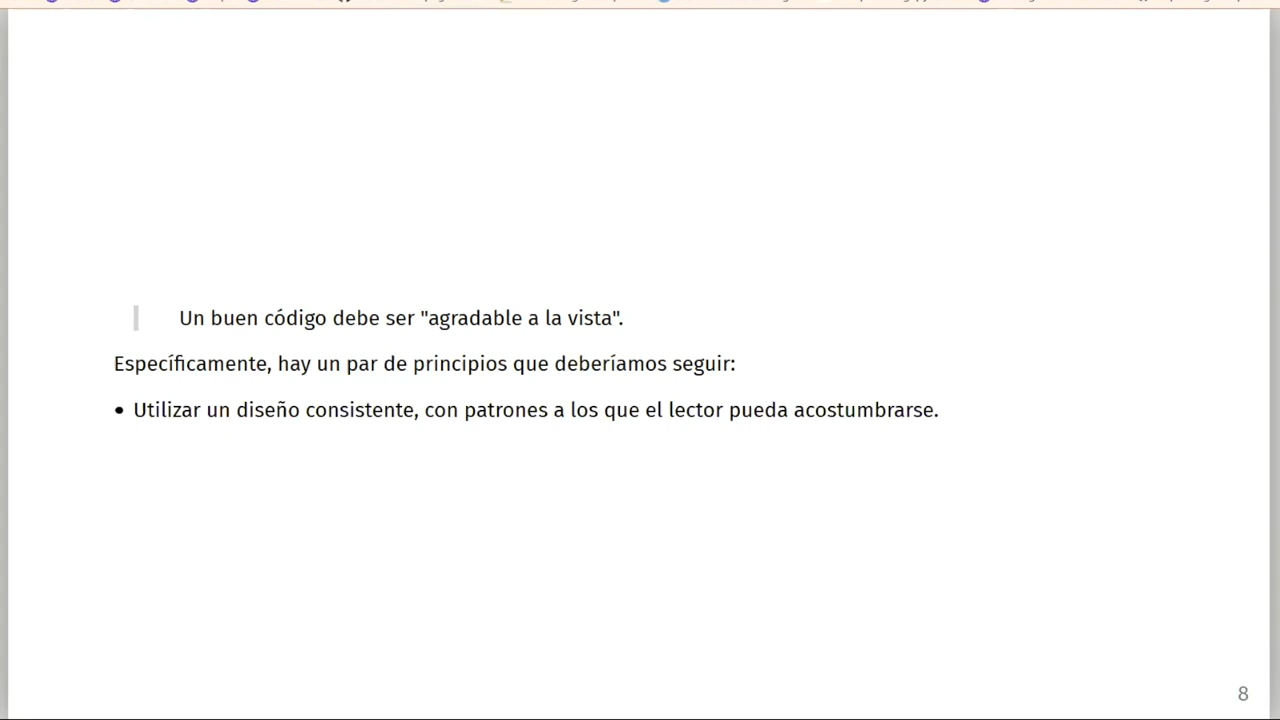 Un buen código debe ser "agradable a la vista".
Específicamente, hay un par de principios que deberíamos seguir:
• Utilizar un diseño consistente, con patrones a los que el lector pueda acostumbrarse.
8